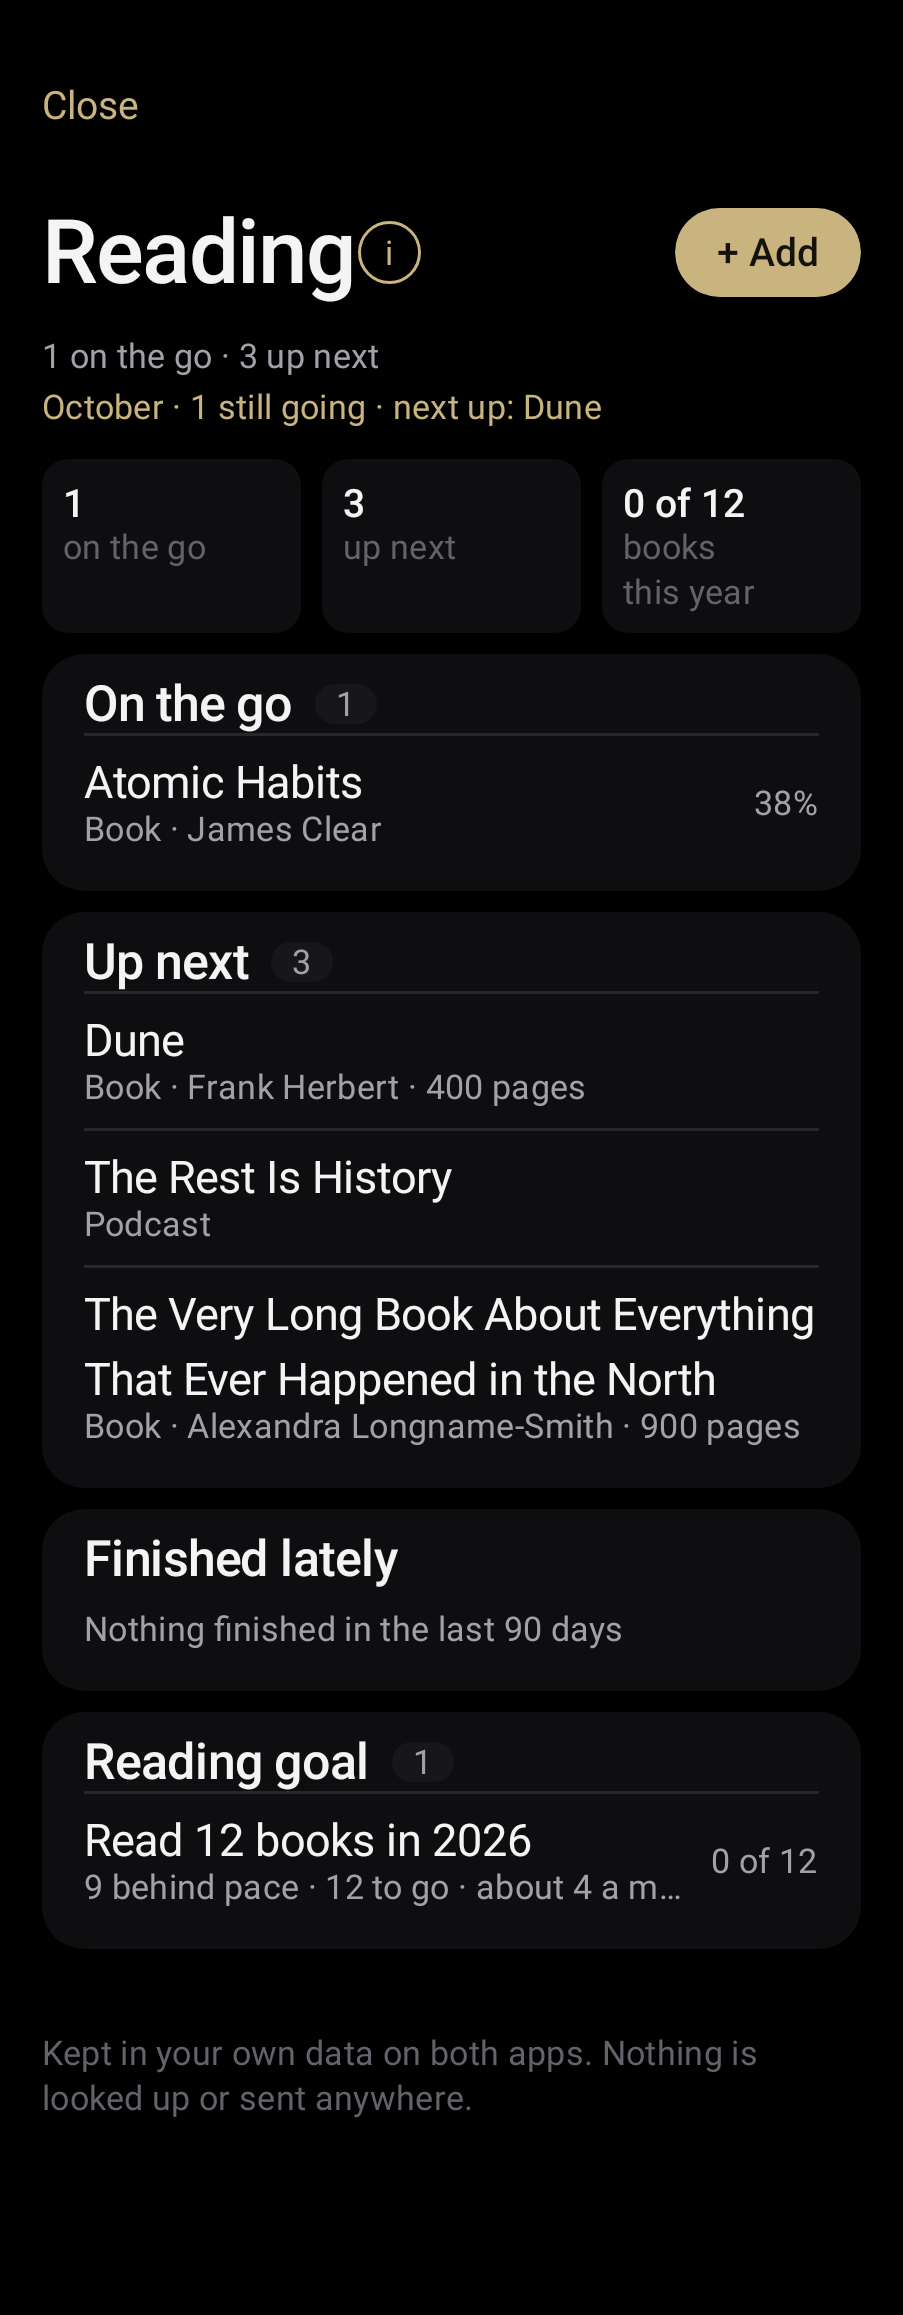 Close
Reading i
+ Add
1 on the go · 3 up next
October · 1 still going · next up: Dune
1
on the go
3
up next
0 of 12
books
this year
On the go 1
Atomic Habits
Book · James Clear
38%
Up next 3
Dune
Book · Frank Herbert · 400 pages
The Rest Is History
Podcast
The Very Long Book About Everything
That Ever Happened in the North
Book · Alexandra Longname-Smith · 900 pages
Finished lately
Nothing finished in the last 90 days
Reading goal 1
Read 12 books in 2026
9 behind pace · 12 to go · about 4 a m…
0 of 12
Kept in your own data on both apps. Nothing is
looked up or sent anywhere.